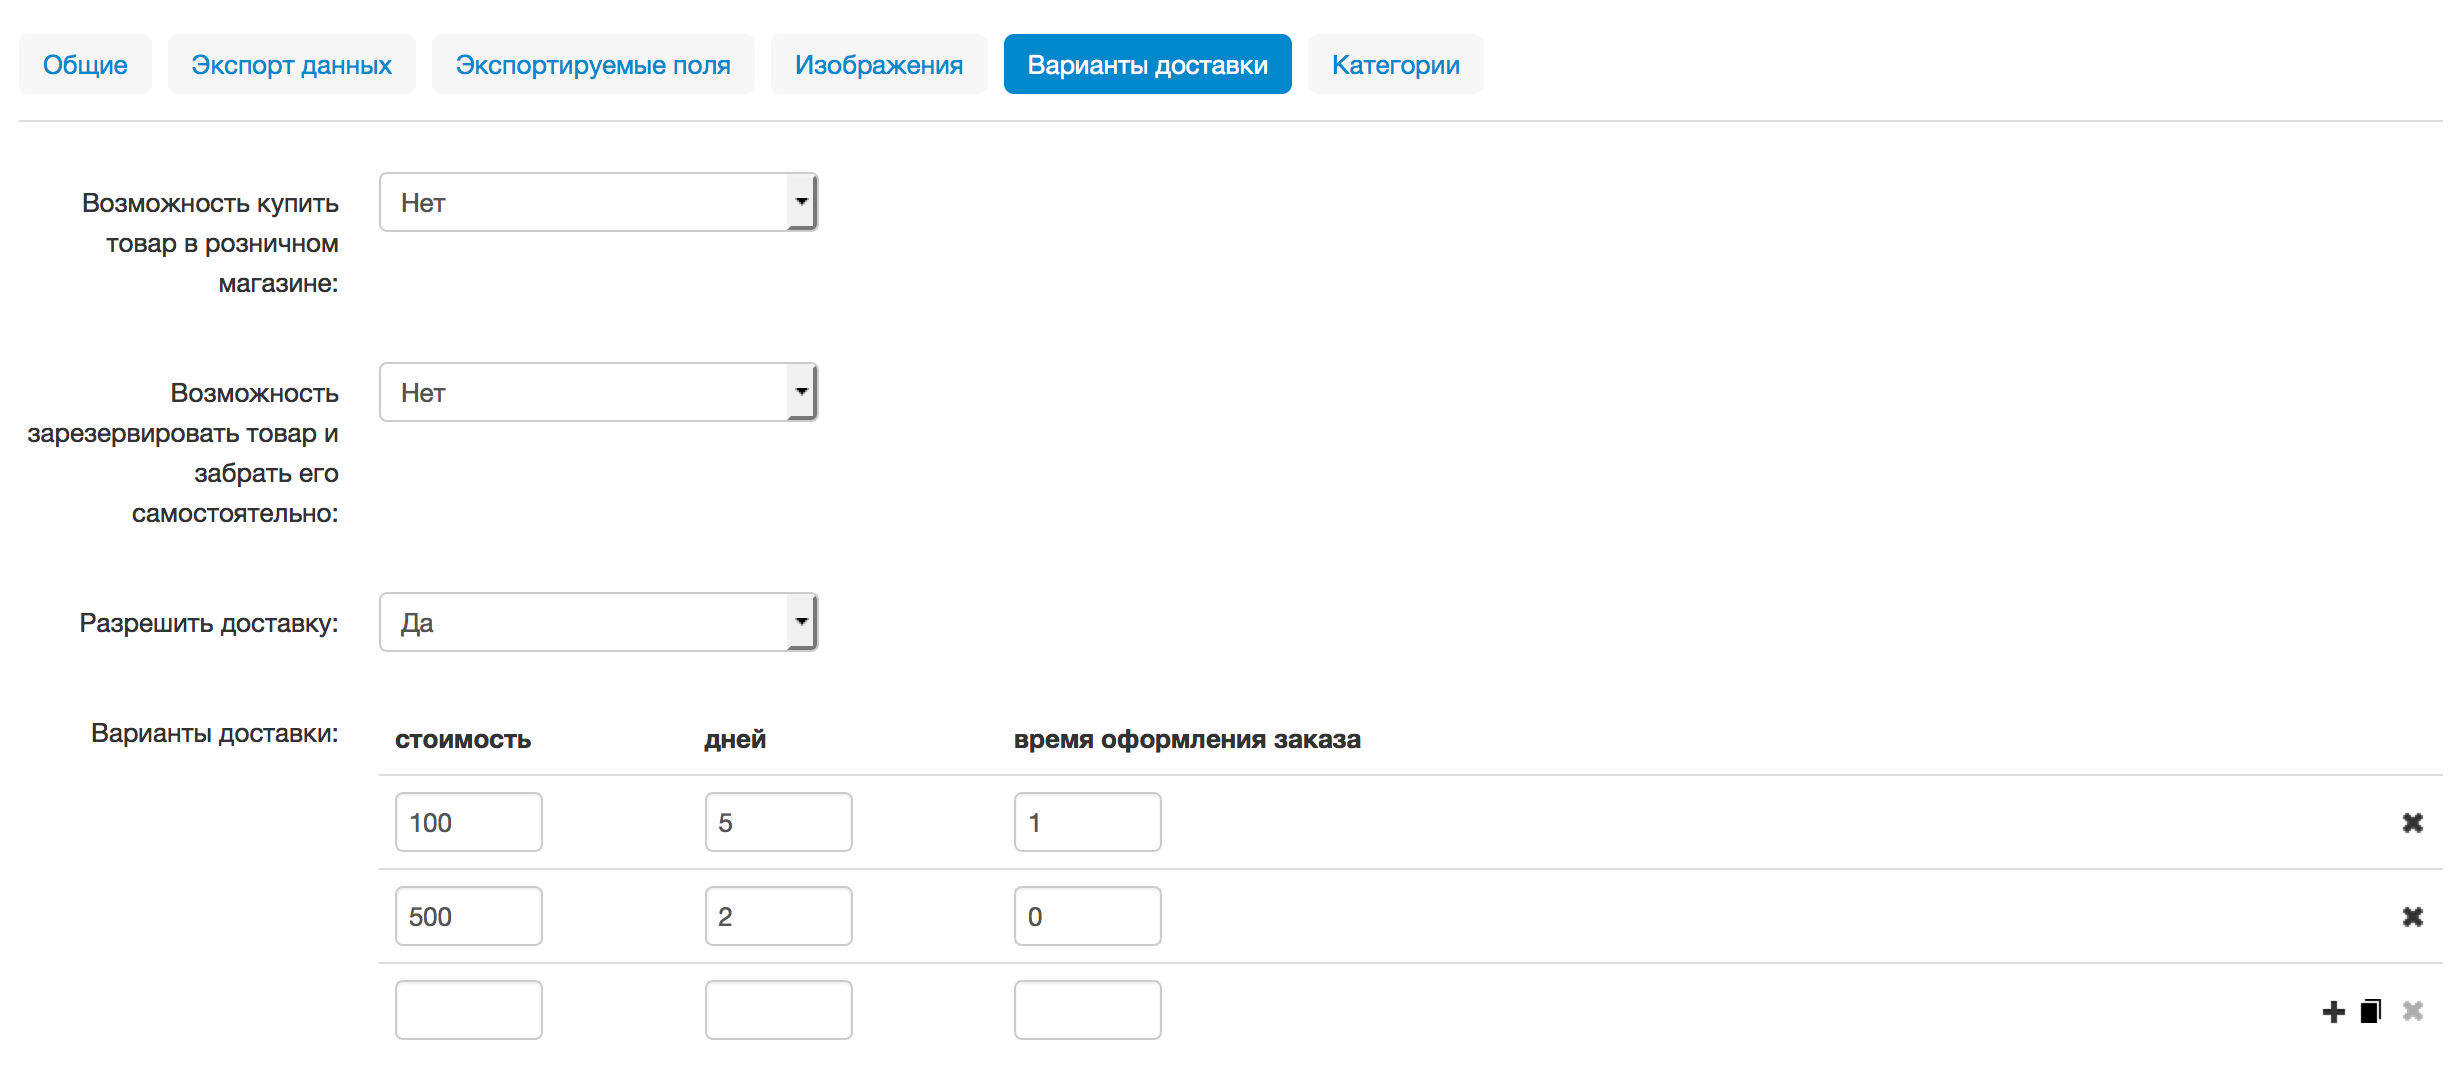 Общие Экспорт данных Экспортируемые поля Изображения Варианты доставки Категории
Возможность купить
товар в розничном
магазине:
Нет
Возможность
зарезервировать товар и
забрать его
самостоятельно:
Нет
Разрешить доставку:
Да
Варианты доставки:
стоимость дней время оформления заказа
100 5 1
500 2 0